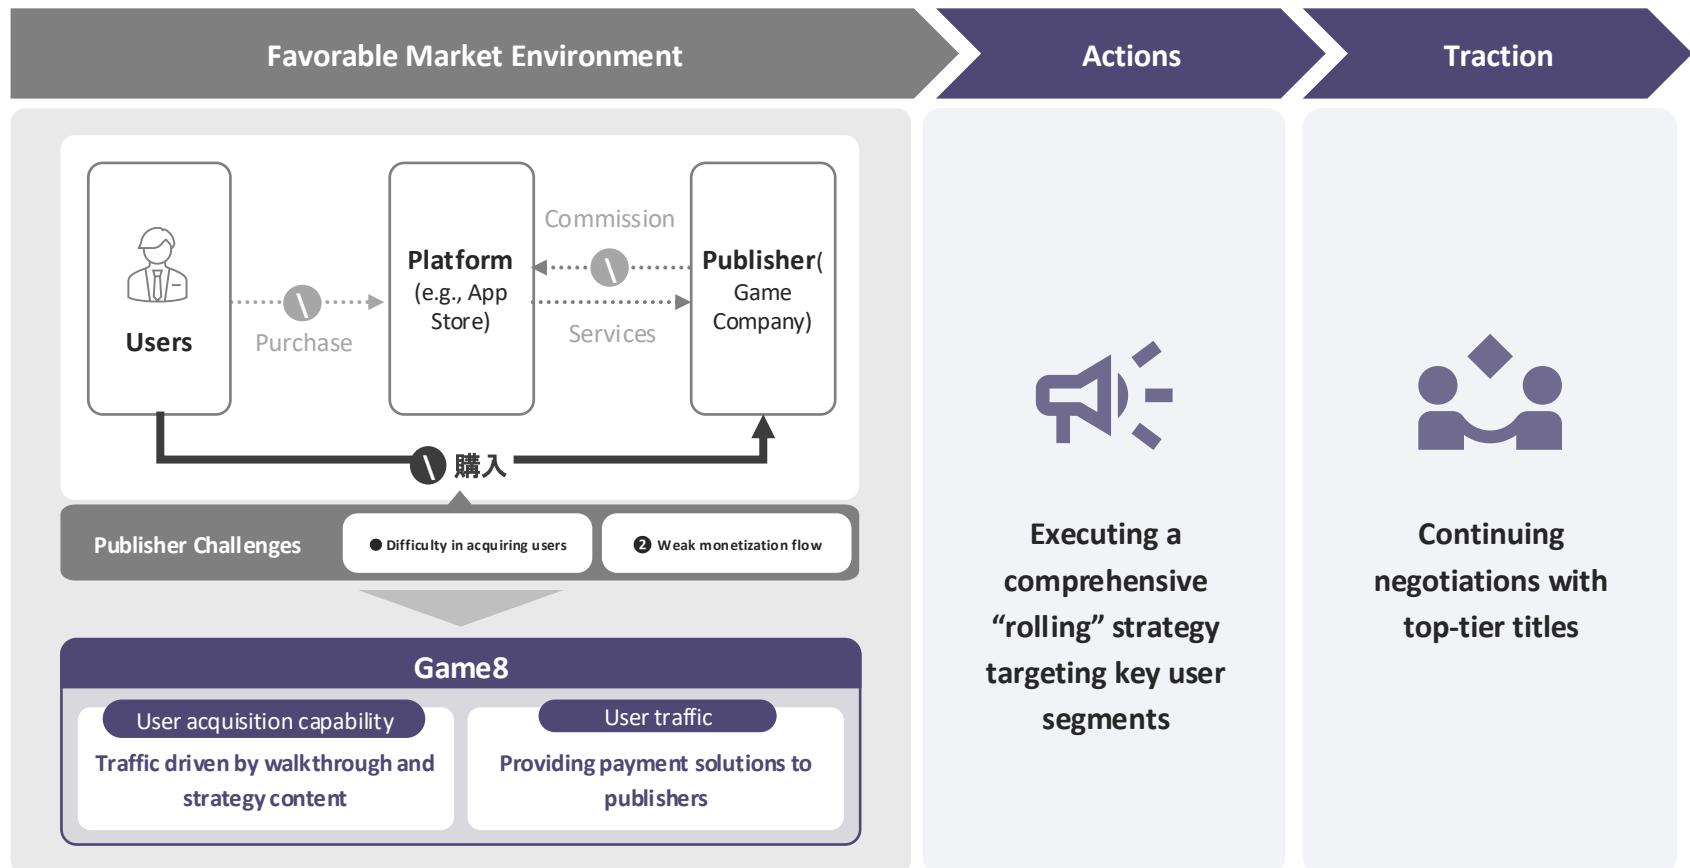 Favorable Market Environment
Actions
Traction
Users
Purchase
Platform
(e.g., App
Store)
Commission
\
\
Services
Publisher(
Game
Company)
\ 購入
Publisher Challenges
● Difficulty in acquiring users
2 Weak monetization flow
Game8
User acquisition capability
Traffic driven by walkthrough and
strategy content
User traffic
Providing payment solutions to
publishers
Executing a
comprehensive
“rolling” strategy
targeting key user
segments
Continuing
negotiations with
top-tier titles